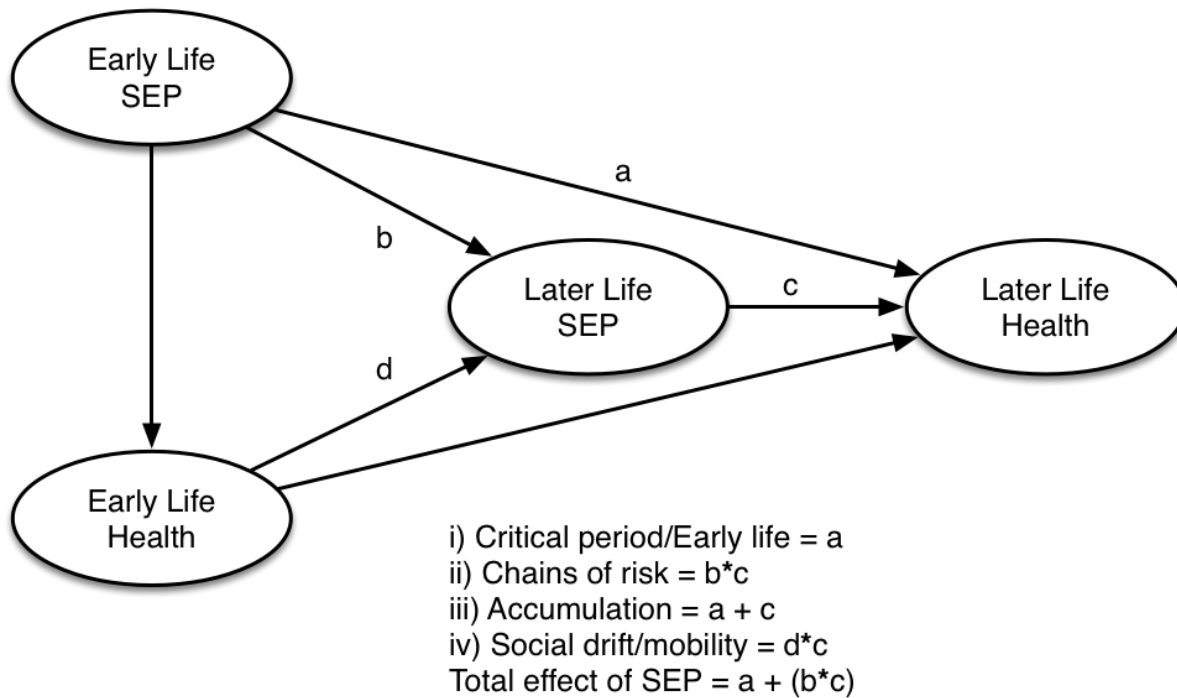 Early Life
SEP
a
b
Later Life
SEP
c
Later Life
Health
d
Early Life
Health
i) Critical period/Early life = a
ii) Chains of risk = b*c
iii) Accumulation = a + c
iv) Social drift/mobility = d*c
Total effect of SEP = a + (b*c)